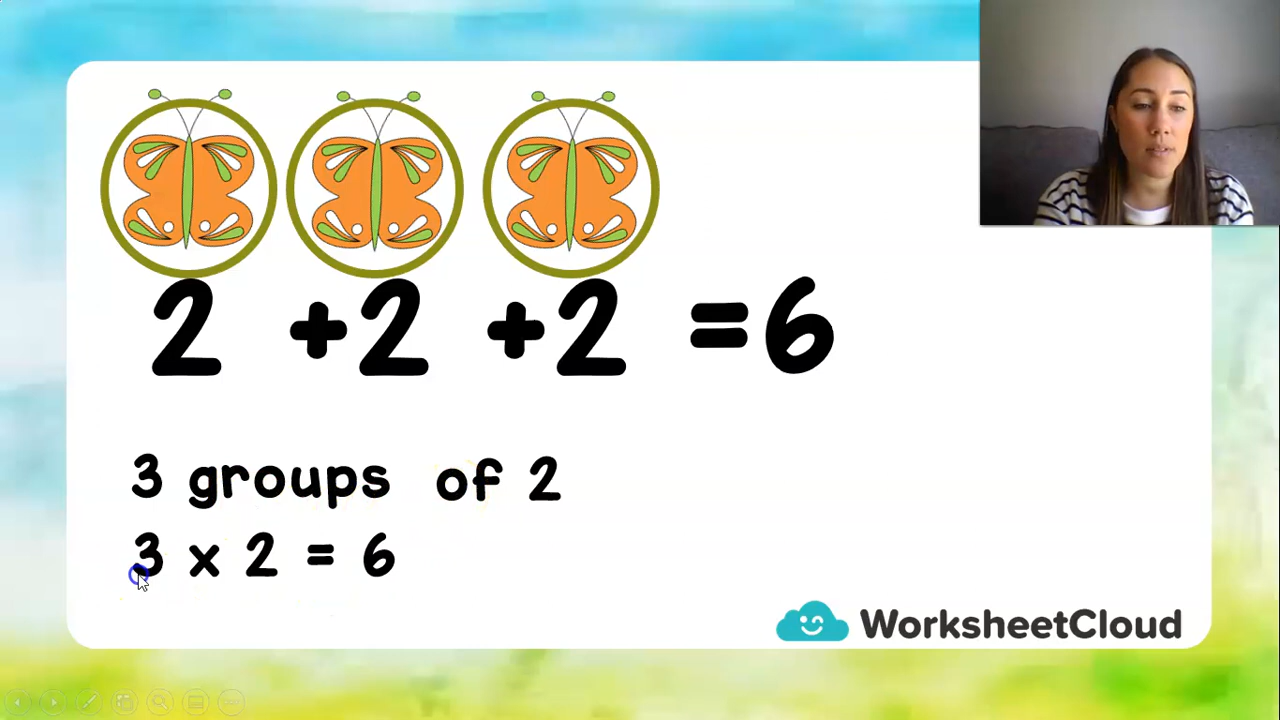 2 +2 +2 =6
3 groups of 2
3 x 2 = 6
WorksheetCloud